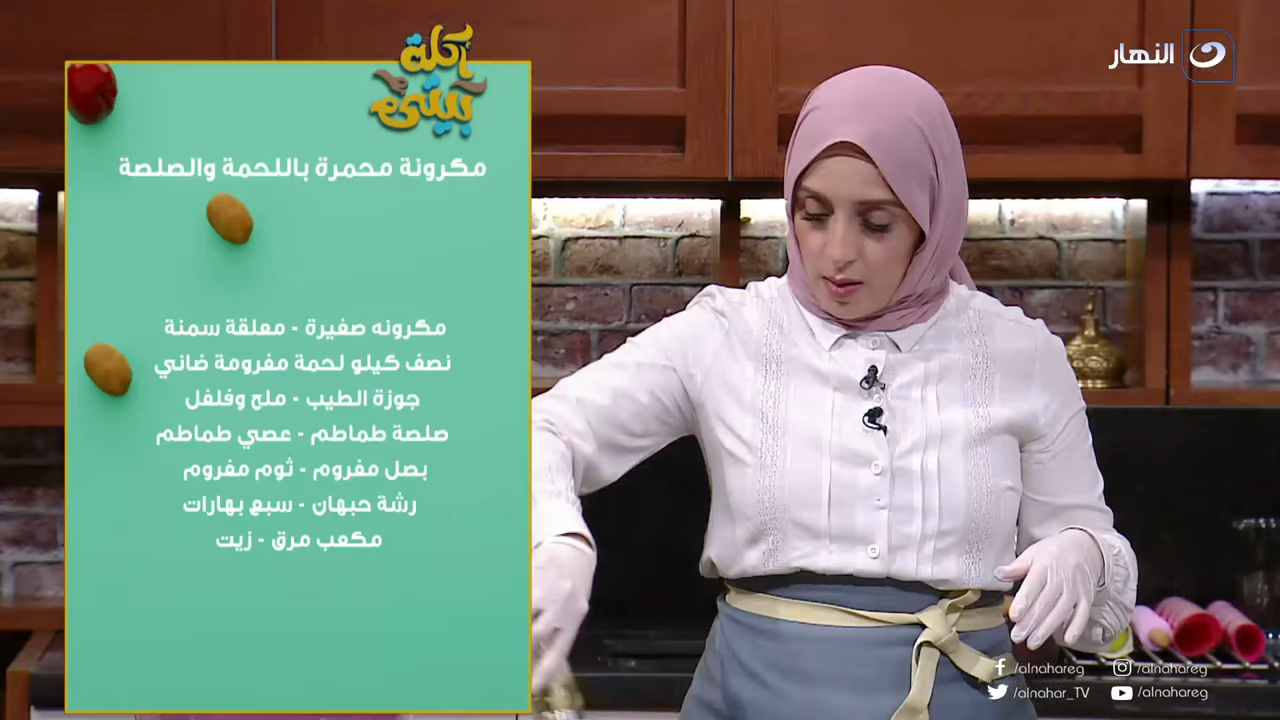 أكلة
بيتي
مكرونة محمرة باللحمة والصلصة
مكرونه صغيرة - معلقة سمنة
نصف كيلو لحمة مفرومة ضاني
جوزة الطيب - ملح وفلفل
صلصة طماطم - عصي طماطم
بصل مفروم - ثوم مفروم
رشة حبهان - سبع بهارات
مكعب مرق - زيت
النهار
/alnahareg /alnahareg
/alnahar_TV /alnahareg